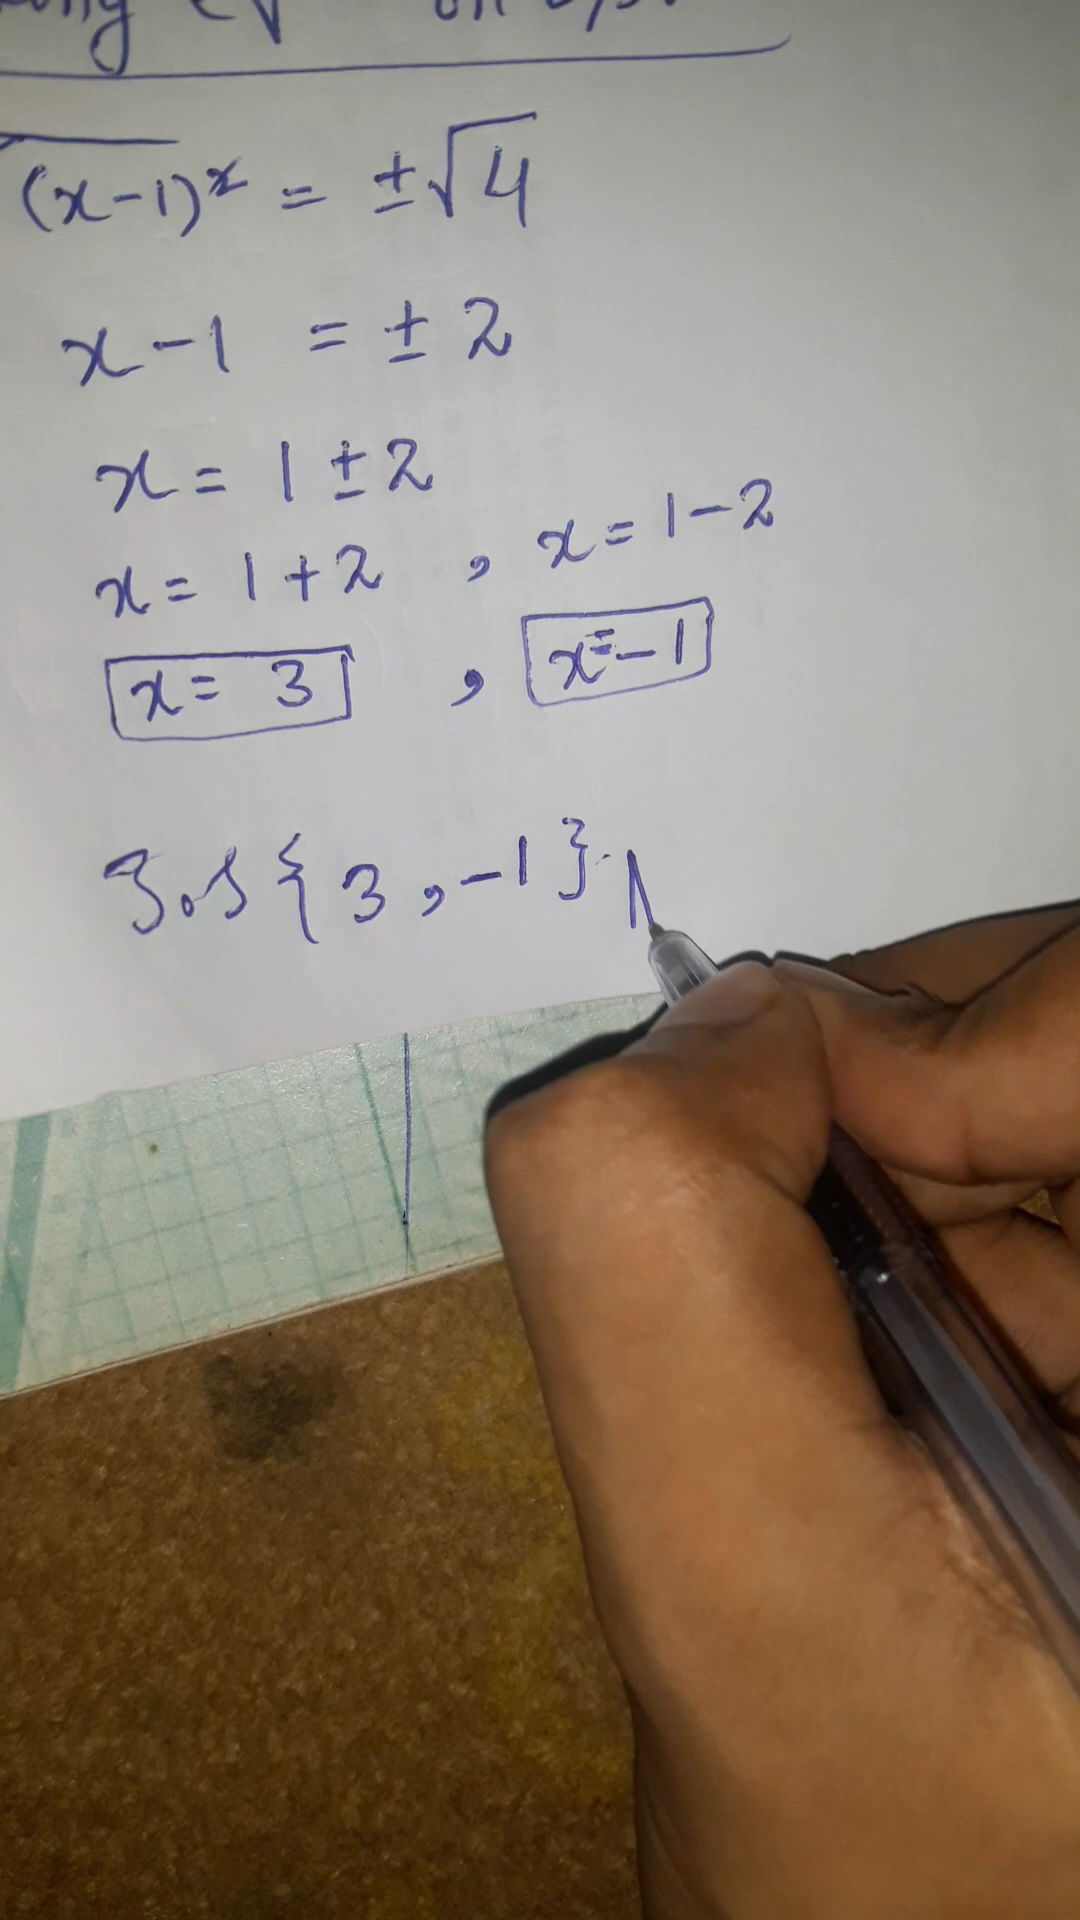 √(x-1)² = ±√4
x-1 = ± 2
x = 1 ± 2
x = 1 + 2 , x = 1 - 2
x = 3 , x = -1
S.S { 3 , -1 }